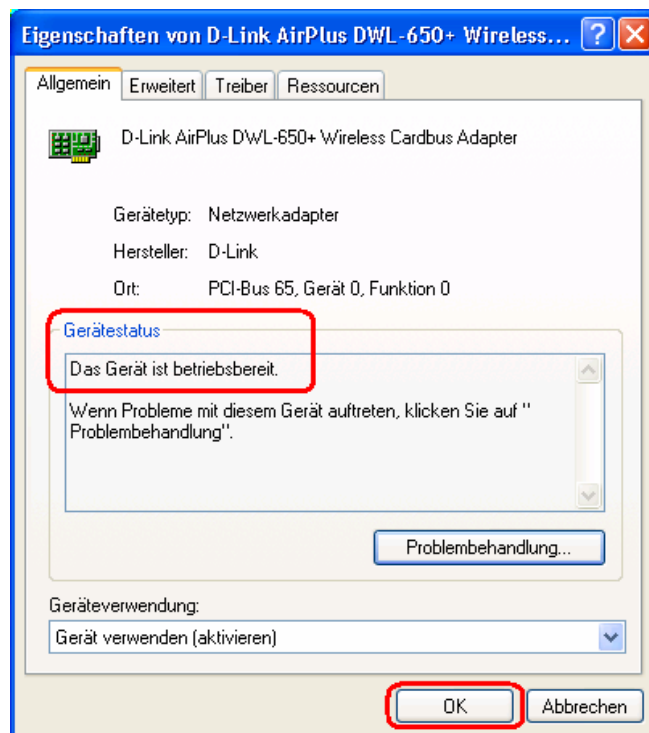 Eigenschaften von D-Link AirPlus DWL-650+ Wireless...
Allgemein Erweitert Treiber Ressourcen
D-Link AirPlus DWL-650+ Wireless Cardbus Adapter
Gerätetyp: Netzwerkadapter
Hersteller: D-Link
Ort: PCI-Bus 65, Gerät 0, Funktion 0
Gerätestatus
Das Gerät ist betriebsbereit.
Wenn Probleme mit diesem Gerät auftreten, klicken Sie auf "
Problembehandlung".
Problembehandlung...
Geräteverwendung:
Gerät verwenden (aktivieren)
OK Abbrechen